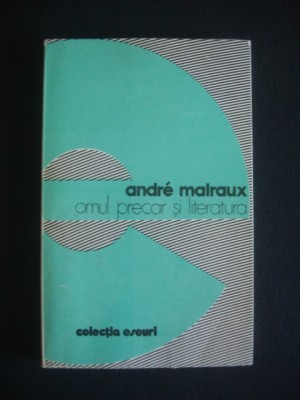 andré malraux
omul precar și literatura
colecția eseuri